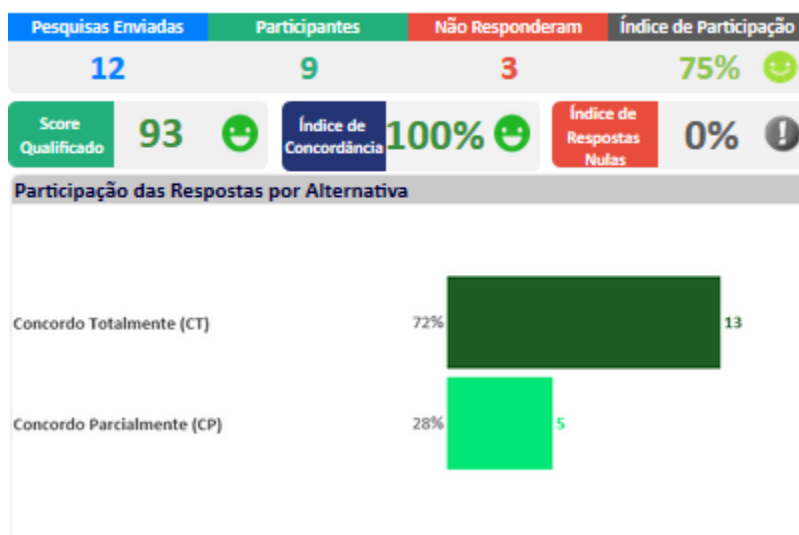 Pesquisas Enviadas Participantes Não Responderam Índice de Participação
12 9 3 75%
Score
Qualificado
93
Índice de
Concordância
100%
Índice de
Respostas
Nulas
0%
Participação das Respostas por Alternativa
Concordo Totalmente (CT) 72% 13
Concordo Parcialmente (CP) 28% 5